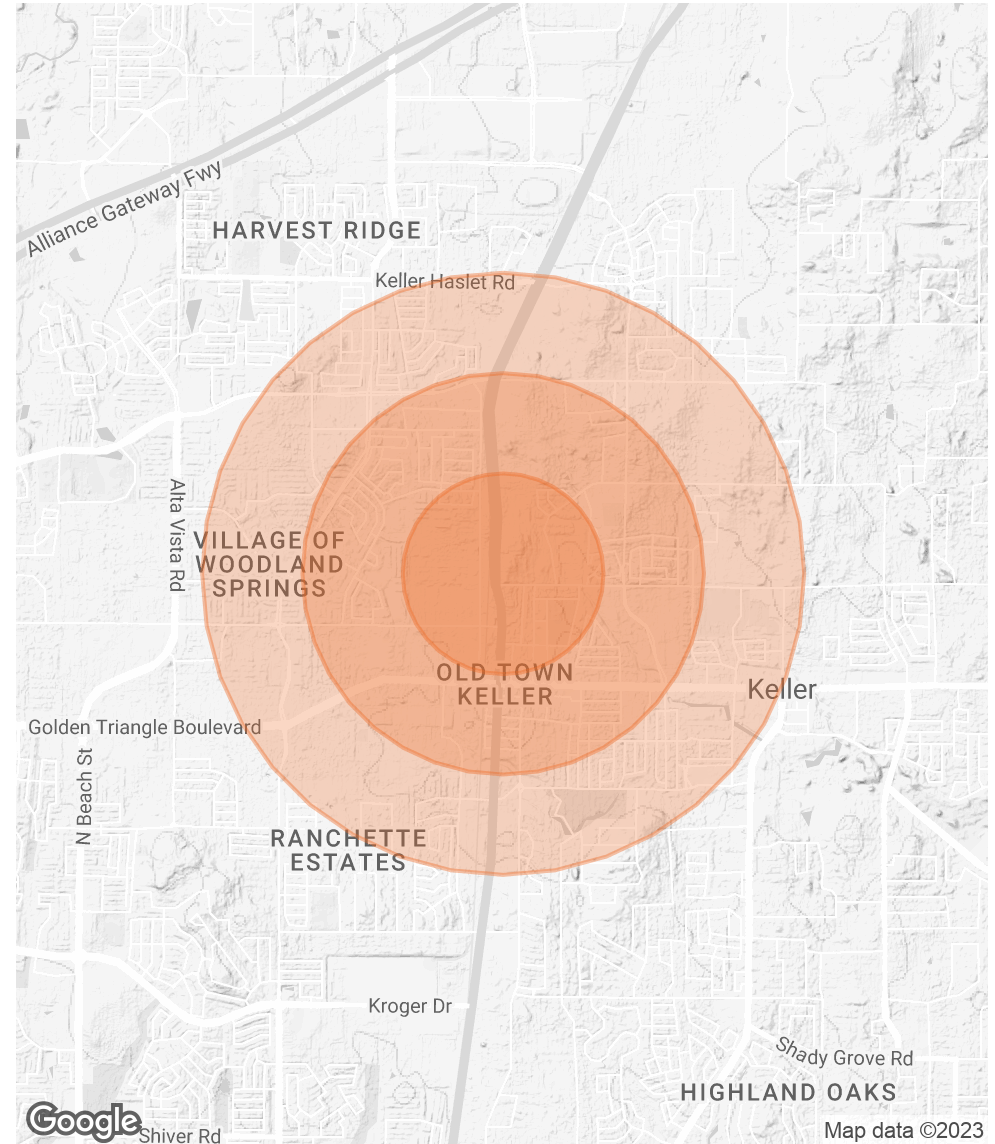 Alliance Gateway Fwy
HARVEST RIDGE
Keller Haslet Rd
Alta Vista Rd
VILLAGE OF
WOODLAND
SPRINGS
OLD TOWN
KELLER
Keller
Golden Triangle Boulevard
N Beach St
RANCHETTE
ESTATES
Kroger Dr
Shady Grove Rd
HIGHLAND OAKS
Google
Shiver Rd
Map data ©2023